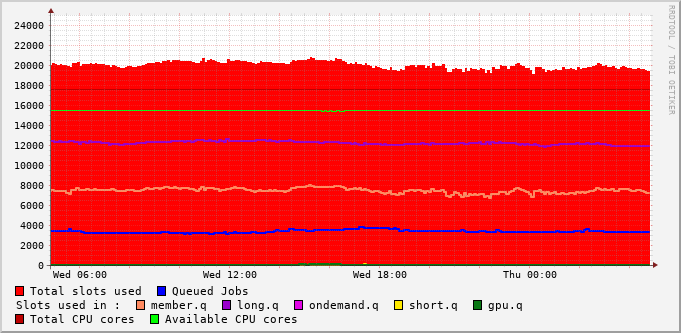 RRDTOOL / TOBI OETIKER
24000
22000
20000
18000
16000
14000
12000
10000
8000
6000
4000
2000
0
Wed 06:00 Wed 12:00 Wed 18:00 Thu 00:00
Total slots used Queued Jobs
Slots used in : member.q long.q ondemand.q short.q gpu.q
Total CPU cores Available CPU cores